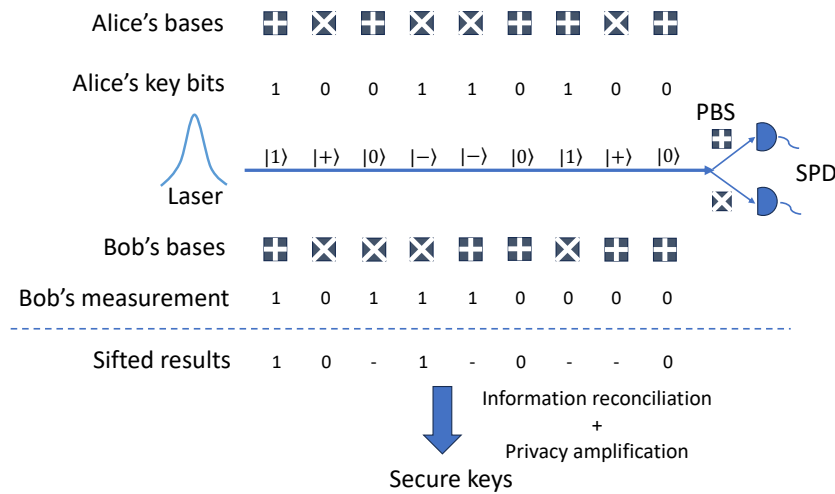 Alice's bases
Alice's key bits 1 0 0 1 1 0 1 0 0
PBS
|1⟩ |+⟩ |0⟩ |−⟩ |−⟩ |0⟩ |1⟩ |+⟩ |0⟩
SPD
Laser
Bob's bases
Bob's measurement 1 0 1 1 1 0 0 0 0
Sifted results 1 0 - 1 - 0 - - 0
Information reconciliation
+
Privacy amplification
Secure keys